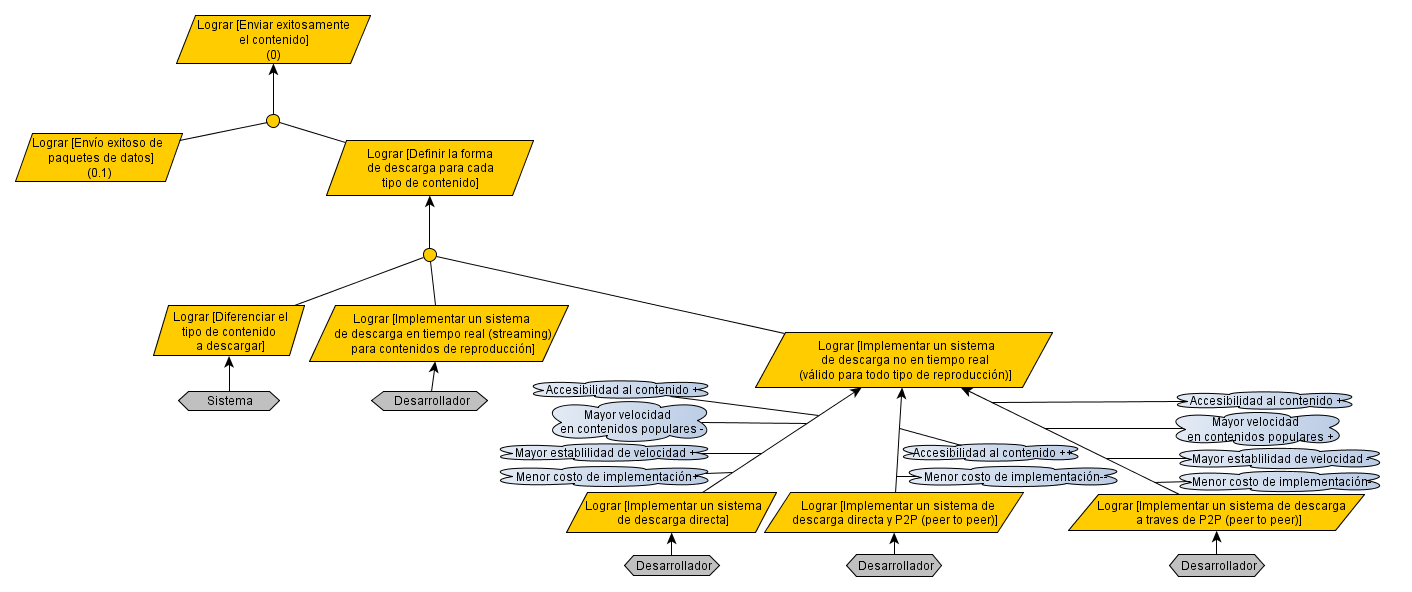 Lograr [Enviar exitosamente
el contenido]
(0)
Lograr [Envío exitoso de
paquetes de datos]
(0.1)
Lograr [Definir la forma
de descarga para cada
tipo de contenido]
Lograr [Diferenciar el
tipo de contenido
a descargar]
Lograr [Implementar un sistema
de descarga en tiempo real (streaming)
para contenidos de reproducción]
Lograr [Implementar un sistema
de descarga no en tiempo real
(válido para todo tipo de reproducción)]
Sistema
Desarrollador
Accesibilidad al contenido +
Mayor velocidad
en contenidos populares -
Mayor establilidad de velocidad +
Menor costo de implementación+
Accesibilidad al contenido ++
Menor costo de implementación--
Accesibilidad al contenido +
Mayor velocidad
en contenidos populares +
Mayor establilidad de velocidad -
Menor costo de implementación-
Lograr [Implementar un sistema
de descarga directa]
Lograr [Implementar un sistema de
descarga directa y P2P (peer to peer)]
Lograr [Implementar un sistema de descarga
a traves de P2P (peer to peer)]
Desarrollador
Desarrollador
Desarrollador